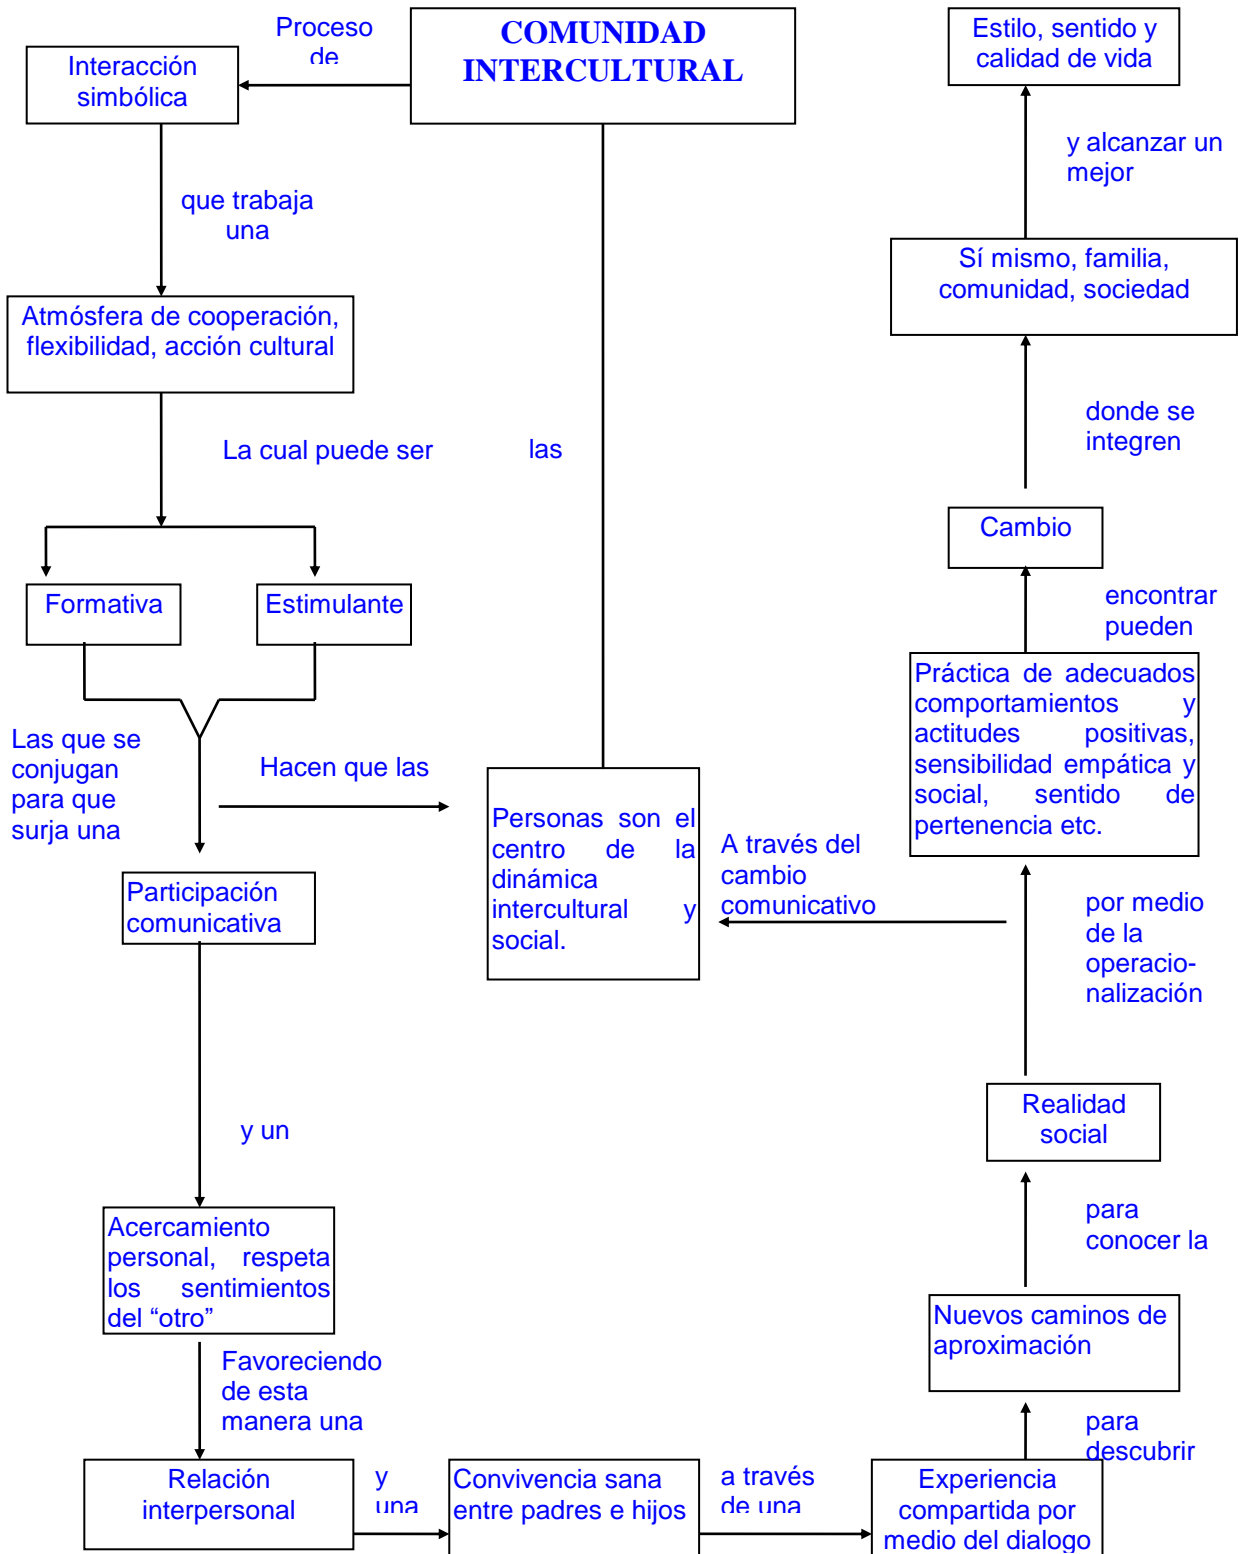 Proceso
de
COMUNIDAD
INTERCULTURAL
Interacción
simbólica
que trabaja
una
Atmósfera de cooperación,
flexibilidad, acción cultural
La cual puede ser
las
Formativa
Estimulante
Las que se
conjugan
para que
surja una
Hacen que las
Personas son el
centro de la
dinámica
intercultural y
social.
A través del
cambio
comunicativo
Participación
comunicativa
y un
Acercamiento
personal, respeta
los sentimientos
del “otro”
Favoreciendo
de esta
manera una
Relación
interpersonal
y
una
Convivencia sana
entre padres e hijos
a través
de una
Experiencia
compartida por
medio del dialogo
para
descubrir
Nuevos caminos de
aproximación
para
conocer la
Realidad
social
por medio
de la
operacio-
nalización
Práctica de adecuados
comportamientos y
actitudes positivas,
sensibilidad empática y
social, sentido de
pertenencia etc.
encontrar
pueden
Cambio
donde se
integren
Sí mismo, familia,
comunidad, sociedad
y alcanzar un
mejor
Estilo, sentido y
calidad de vida